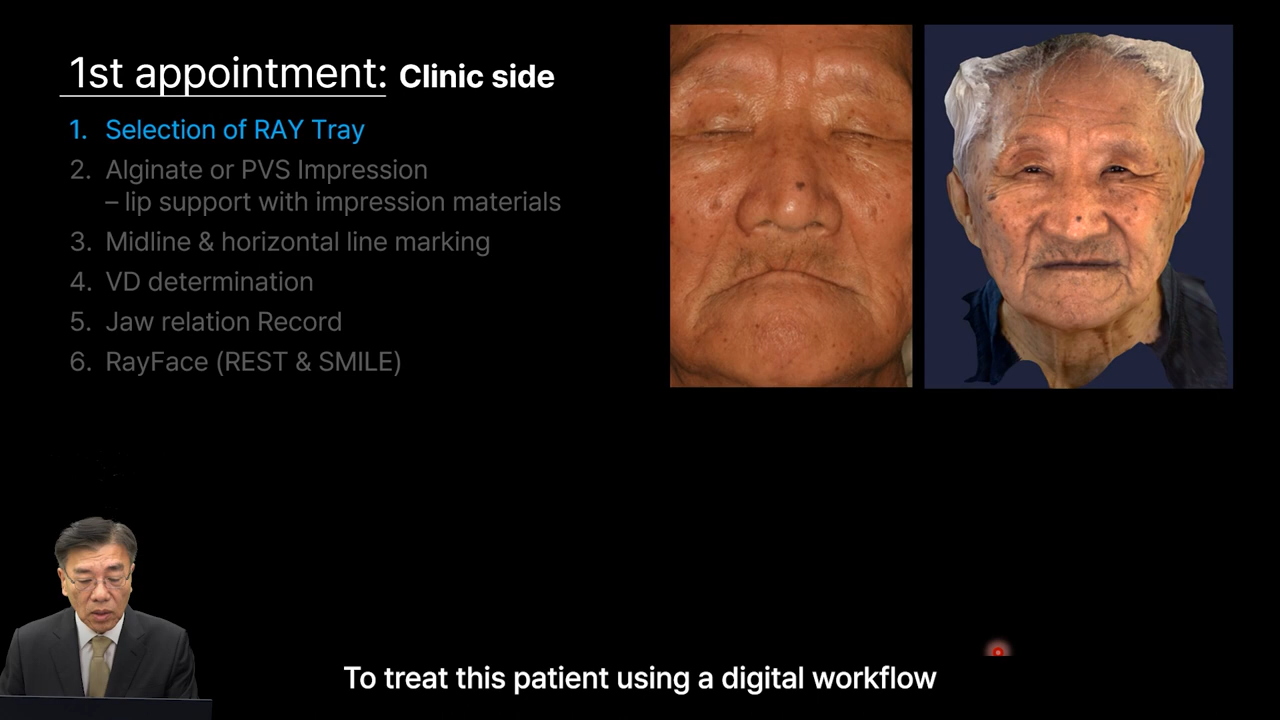 1st appointment: Clinic side
1. Selection of RAY Tray
2. Alginate or PVS Impression
– lip support with impression materials
3. Midline & horizontal line marking
4. VD determination
5. Jaw relation Record
6. RayFace (REST & SMILE)
To treat this patient using a digital workflow